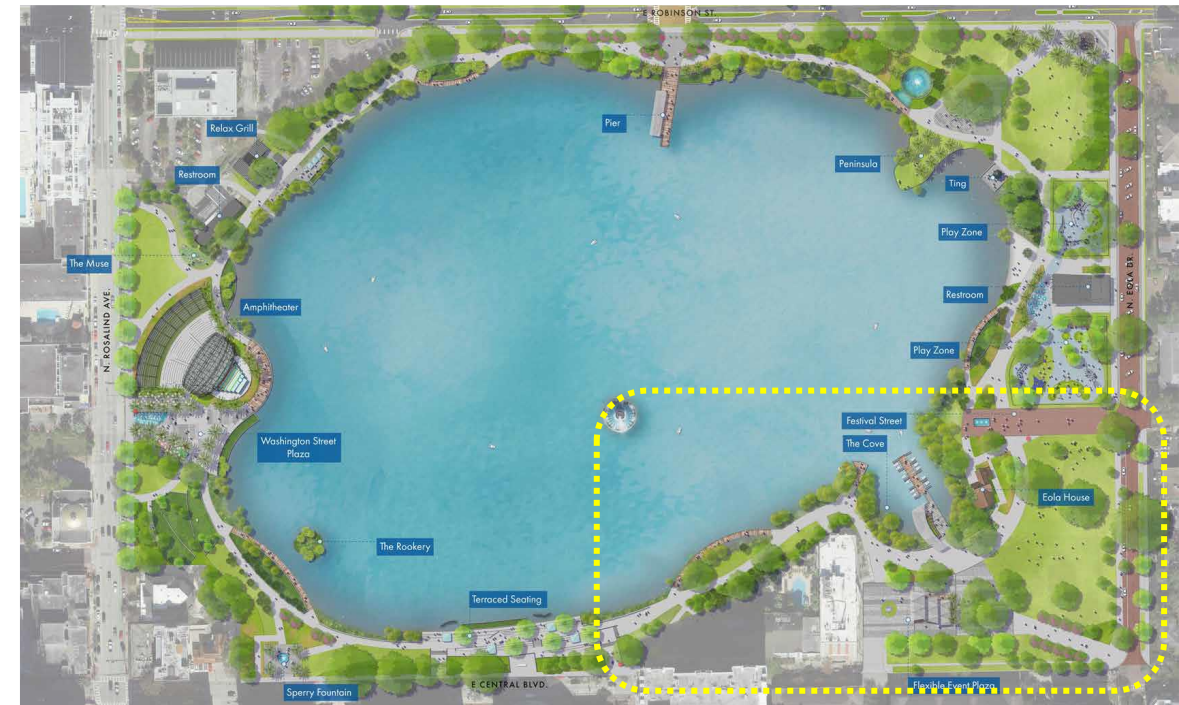 E ROBINSON ST.
Pier
Relax Grill
Peninsula
Restroom
Ting
Play Zone
The Muse
N. EOLA DR.
Restroom
Amphitheater
N. ROSALIND AVE.
Play Zone
Festival Street
Washington Street
Plaza
The Cove
Eola House
The Rookery
Terraced Seating
E CENTRAL BLVD.
Flexible Event Plaza
Sperry Fountain